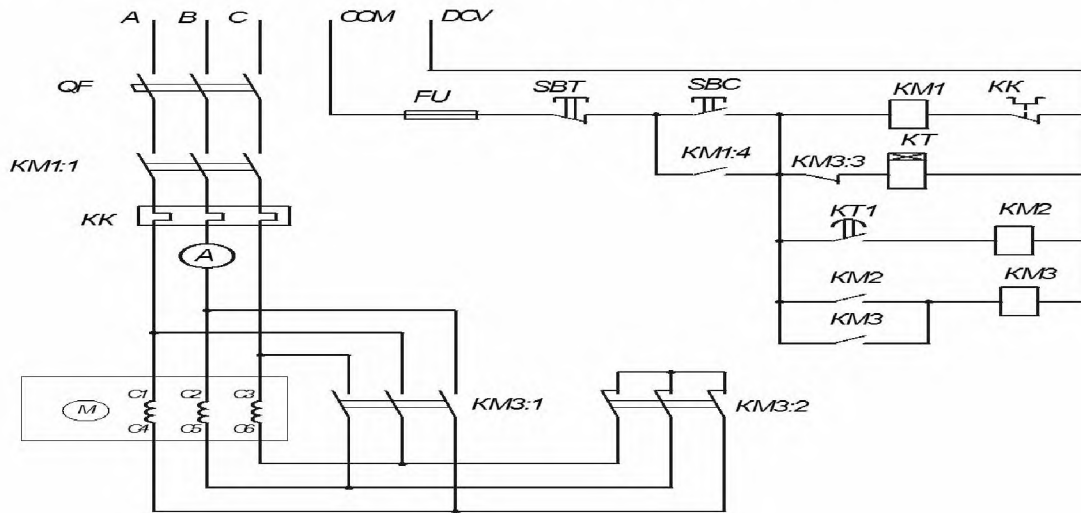 A B C COM DCV
QF
FU SBT SBC KM1 KK
KM1:1 KM1:4 KM3:3 KT
KK
KT1 KM2
A
KM2 KM3
KM3
C1 C2 C3
M KM3:1 KM3:2
C4 C5 C6